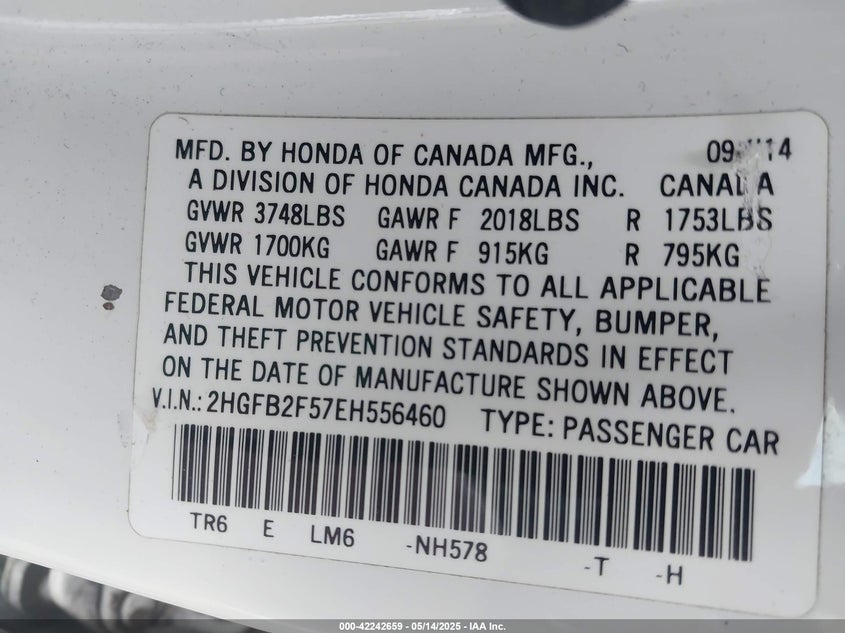 MFD. BY HONDA OF CANADA MFG., 
A DIVISION OF HONDA CANADA INC. CANADA
GVWR 3748LBS GAWR F 2018LBS R 1753LBS
GVWR 1700KG GAWR F 915KG R 795KG
THIS VEHICLE CONFORMS TO ALL APPLICABLE
FEDERAL MOTOR VEHICLE SAFETY, BUMPER,
AND THEFT PREVENTION STANDARDS IN EFFECT
ON THE DATE OF MANUFACTURE SHOWN ABOVE.
V.I.N.: 2HGFB2F57EH556460 TYPE: PASSENGER CAR
TR6 E LM6 -NH578 -T -H
000-42242659 - 05/14/2025 - IAA Inc.